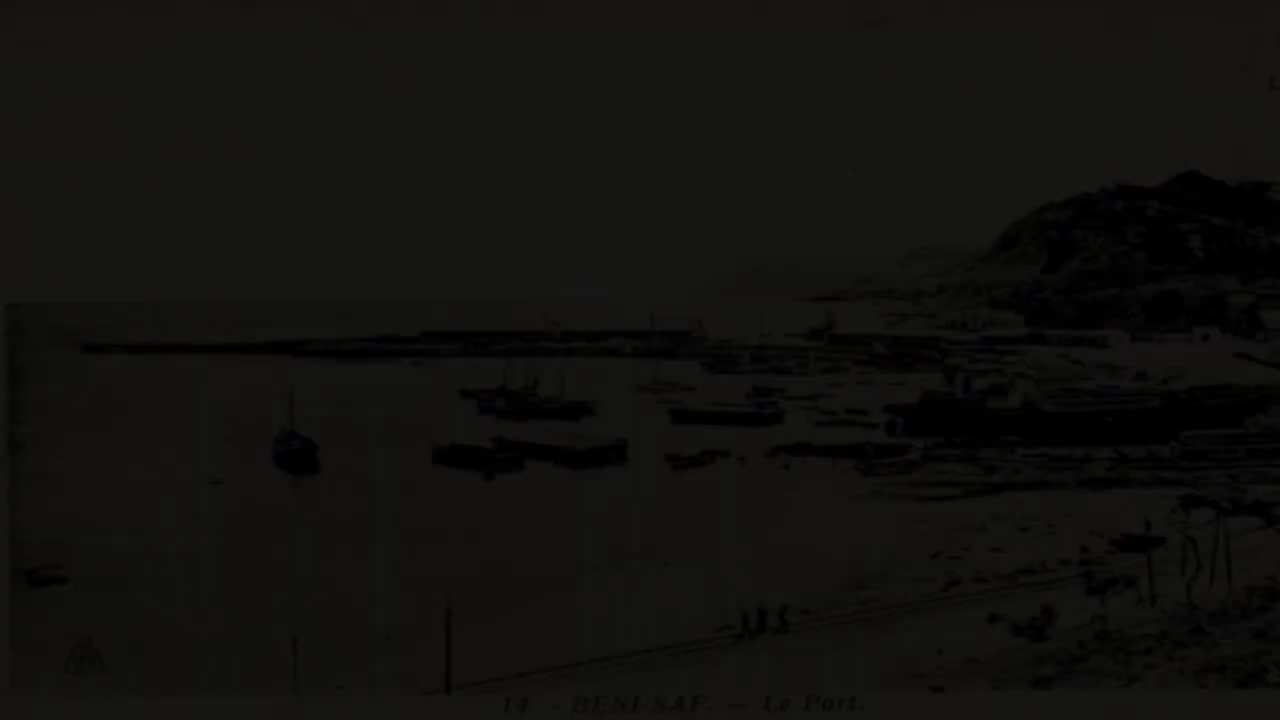 14 - BENI-SAF. — Le Port.